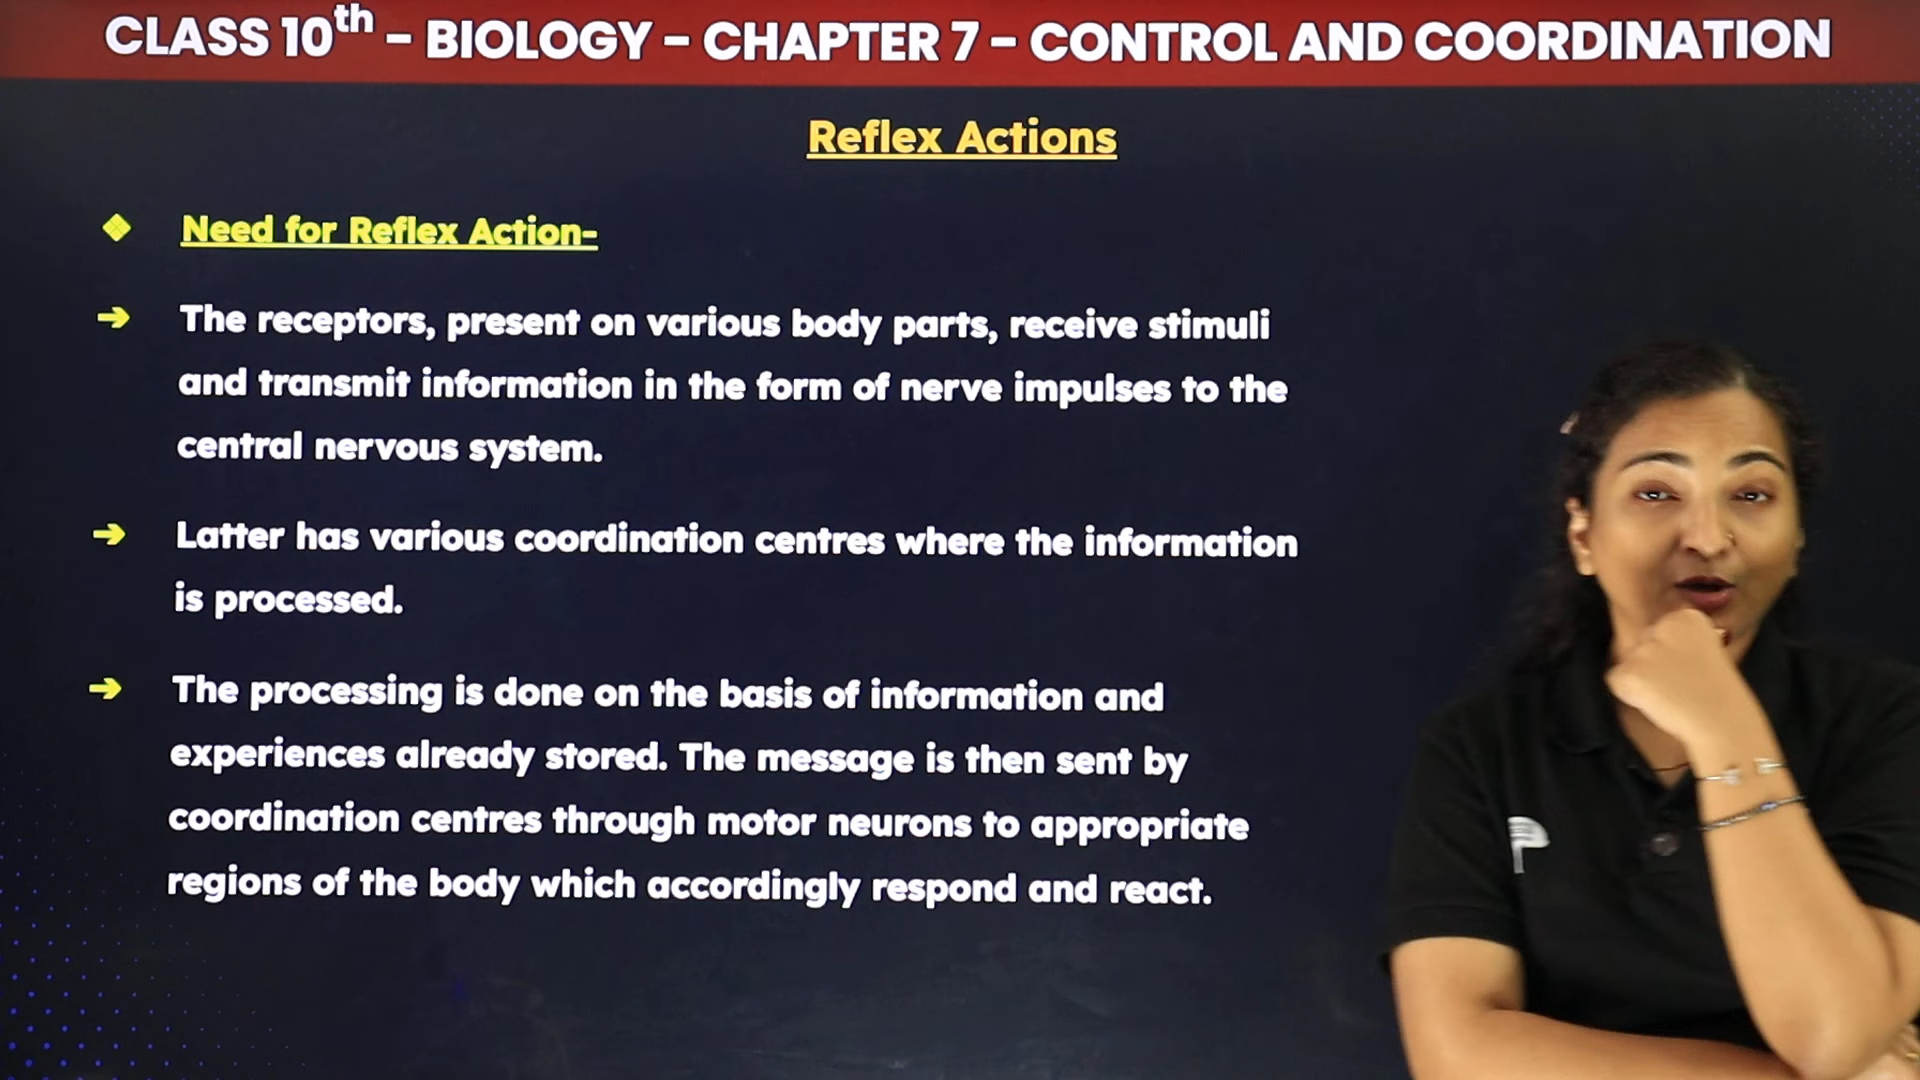 CLASS 10th - BIOLOGY - CHAPTER 7 - CONTROL AND COORDINATION
Reflex Actions
❖ Need for Reflex Action-
➔ The receptors, present on various body parts, receive stimuli
and transmit information in the form of nerve impulses to the
central nervous system.
➔ Latter has various coordination centres where the information
is processed.
➔ The processing is done on the basis of information and
experiences already stored. The message is then sent by
coordination centres through motor neurons to appropriate
regions of the body which accordingly respond and react.